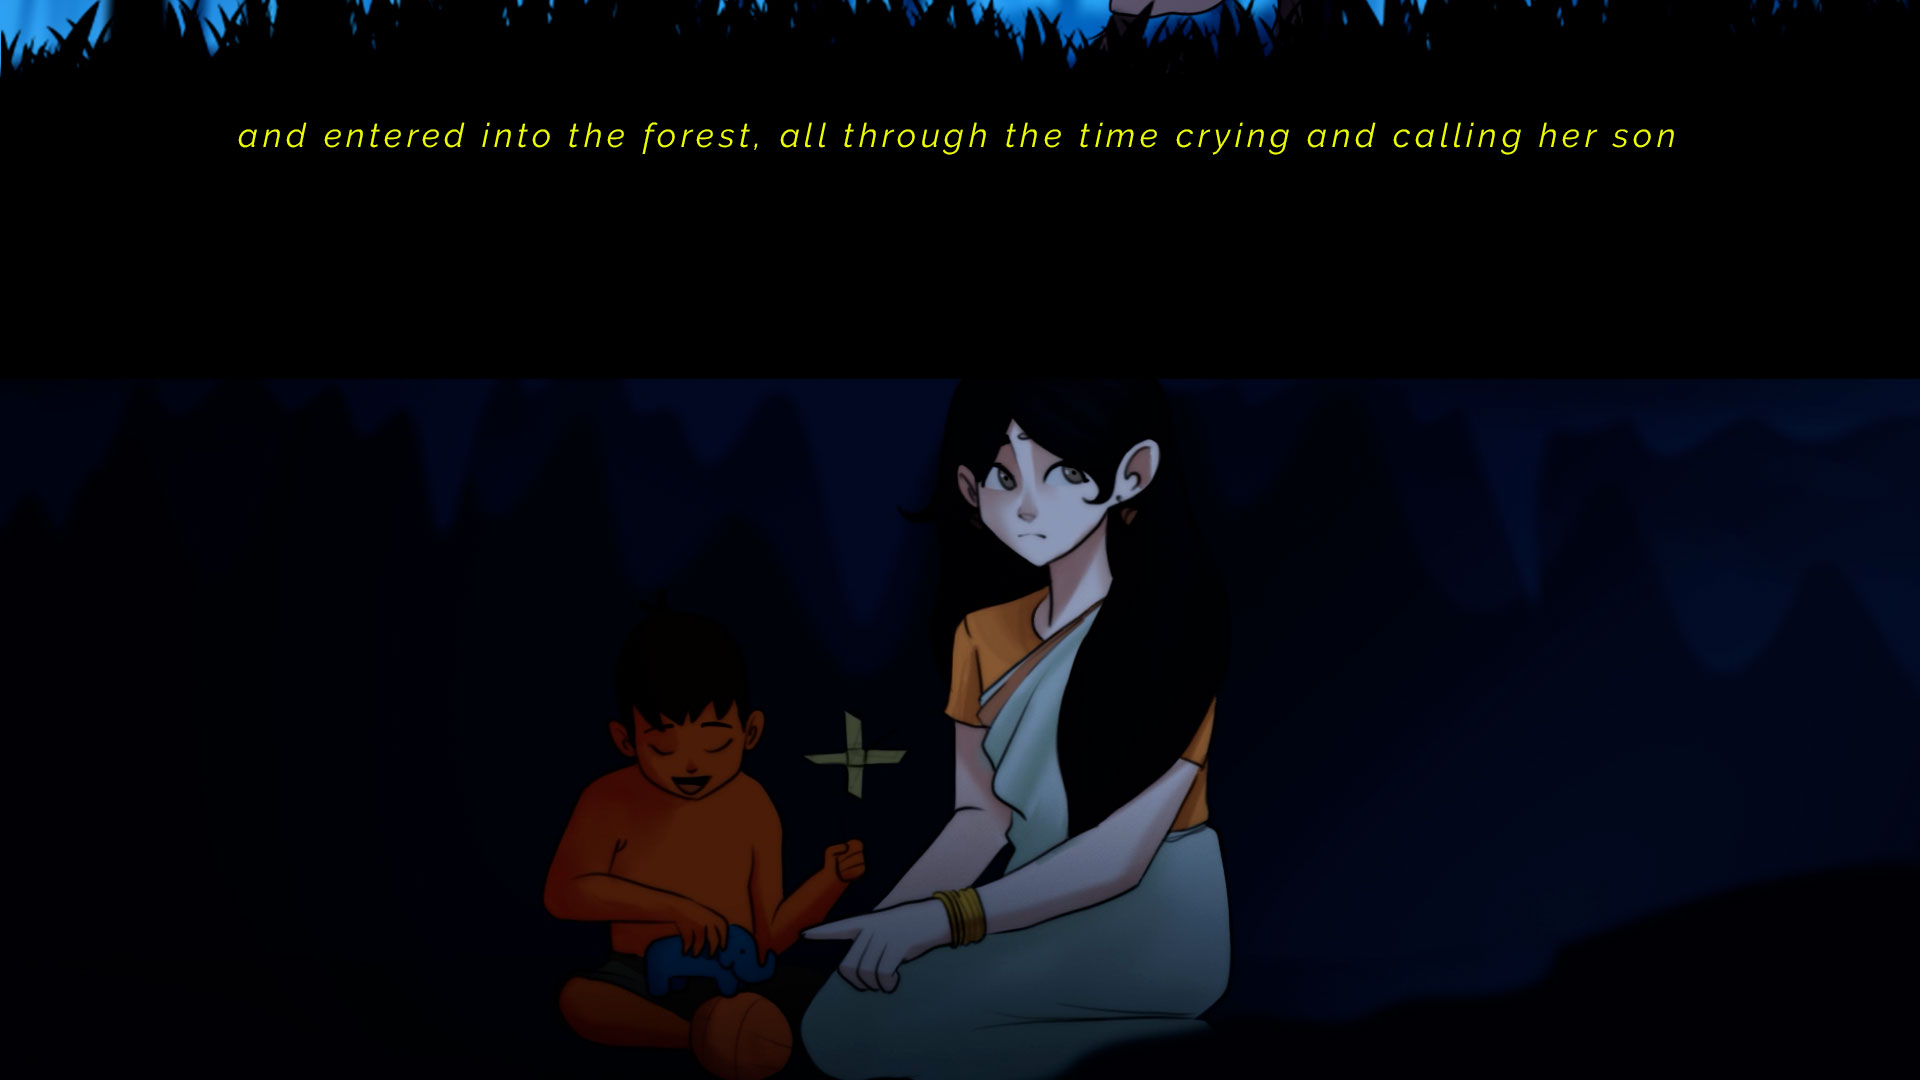 and entered into the forest, all through the time crying and calling her son